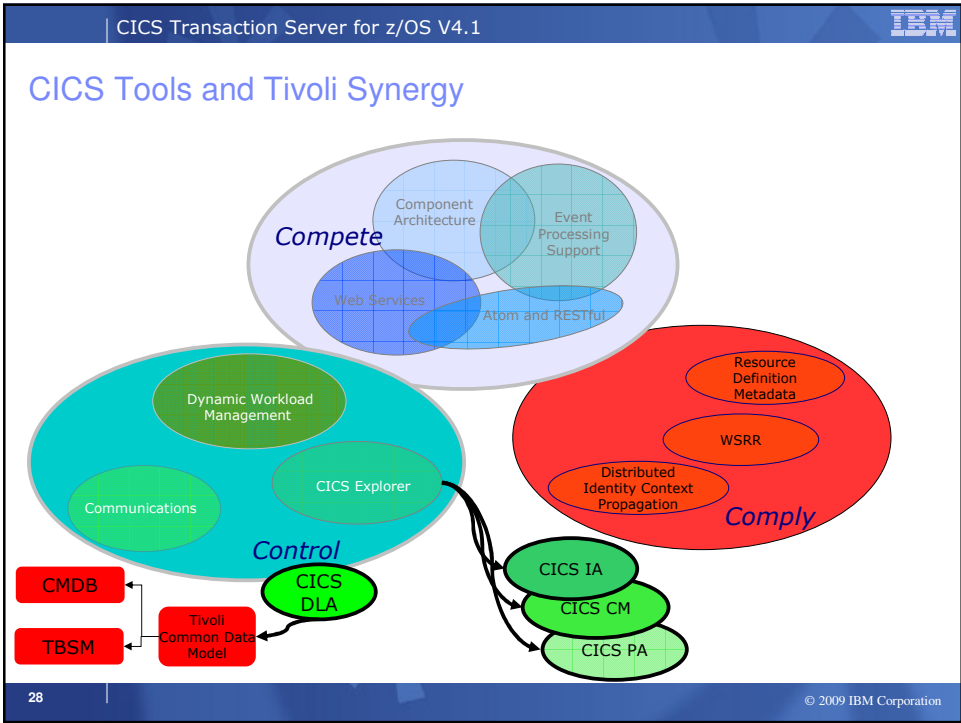 CICS Transaction Server for z/OS V4.1
IBM
CICS Tools and Tivoli Synergy
Component
Architecture
Event
Processing
Support
Compete
Web Services
Atom and RESTful
Dynamic Workload
Management
CICS Explorer
Communications
Control
Resource
Definition
Metadata
WSRR
Distributed
Identity Context
Propagation
Comply
CICS
DLA
CMDB
TBSM
Tivoli
Common Data
Model
CICS IA
CICS CM
CICS PA
28
© 2009 IBM Corporation